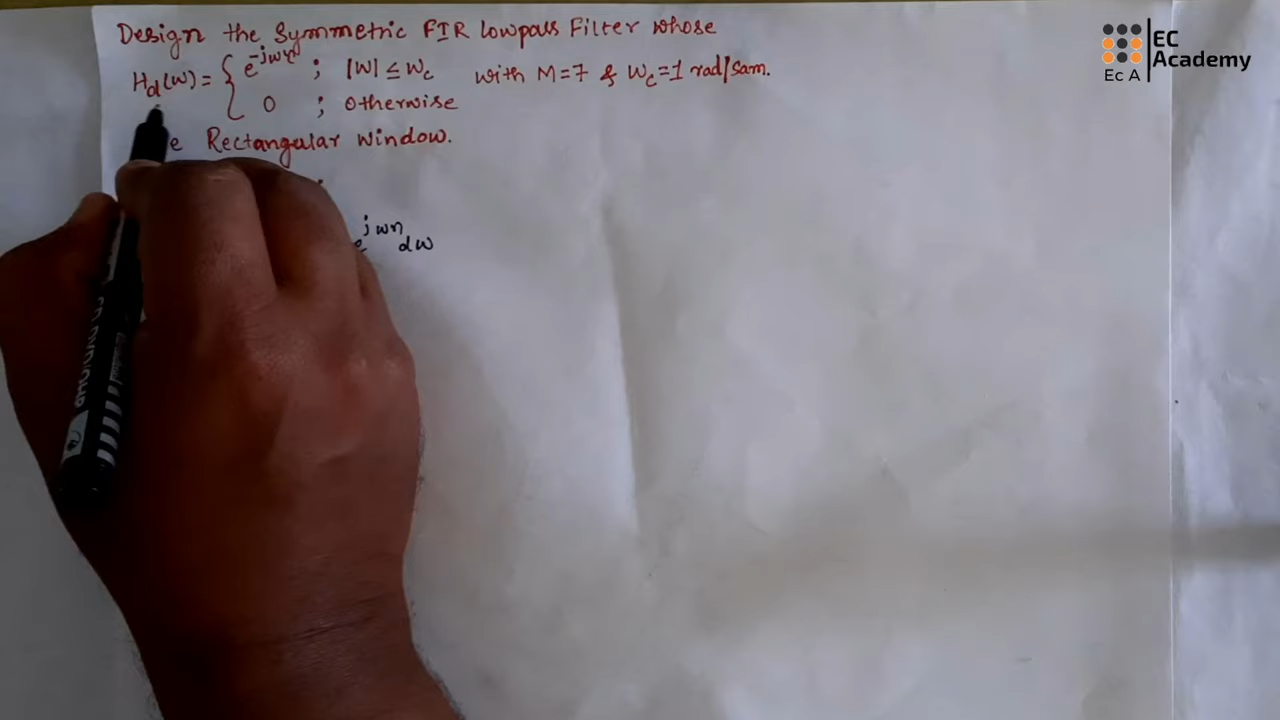 Design the Symmetric FIR lowpass Filter whose
Hd(w) = { e^-jwτ ; |w| ≤ wc with M=7 & wc=1 rad/sam.
0 ; otherwise
Rectangular window.
e^jwn dw
EC
Academy
Ec A